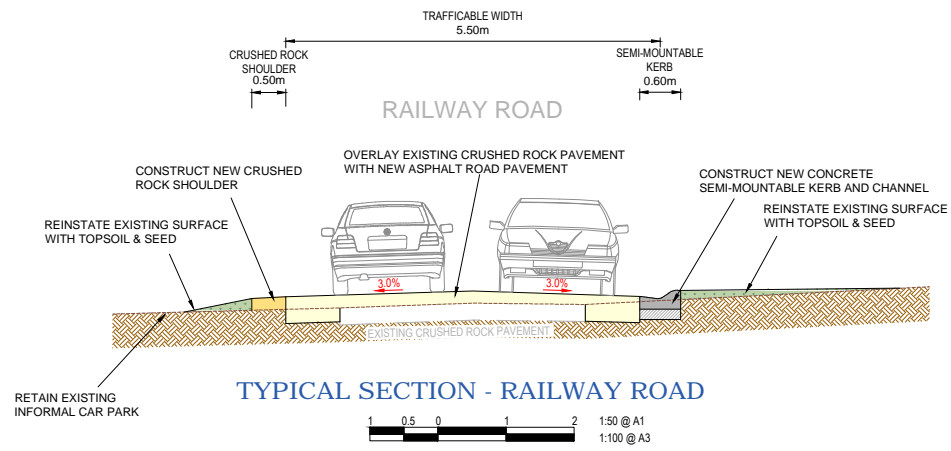 TRAFFICABLE WIDTH
5.50m
CRUSHED ROCK
SHOULDER
0.50m
SEMI-MOUNTABLE
KERB
0.60m
RAILWAY ROAD
CONSTRUCT NEW CRUSHED
ROCK SHOULDER
OVERLAY EXISTING CRUSHED ROCK PAVEMENT
WITH NEW ASPHALT ROAD PAVEMENT
CONSTRUCT NEW CONCRETE
SEMI-MOUNTABLE KERB AND CHANNEL
REINSTATE EXISTING SURFACE
WITH TOPSOIL & SEED
REINSTATE EXISTING SURFACE
WITH TOPSOIL & SEED
3.0%
3.0%
EXISTING CRUSHED ROCK PAVEMENT
RETAIN EXISTING
INFORMAL CAR PARK
TYPICAL SECTION - RAILWAY ROAD
1 0.5 0 1 2
1:50 @ A1
1:100 @ A3